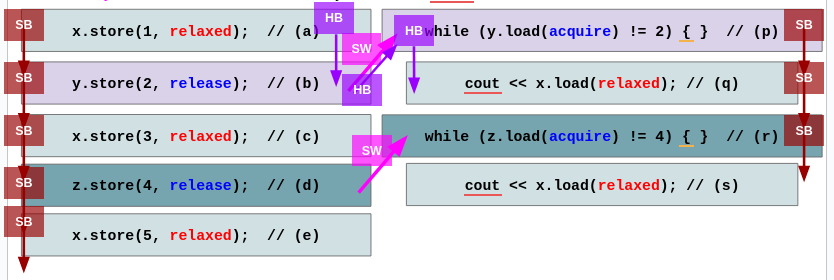 SB x.store(1, relaxed); // (a) HB
SW HB while (y.load(acquire) != 2) { } // (p) SB
SB y.store(2, release); // (b) HB
cout << x.load(relaxed); // (q) SB
SB x.store(3, relaxed); // (c)
SW while (z.load(acquire) != 4) { } // (r) SB
SB z.store(4, release); // (d)
cout << x.load(relaxed); // (s)
SB x.store(5, relaxed); // (e)